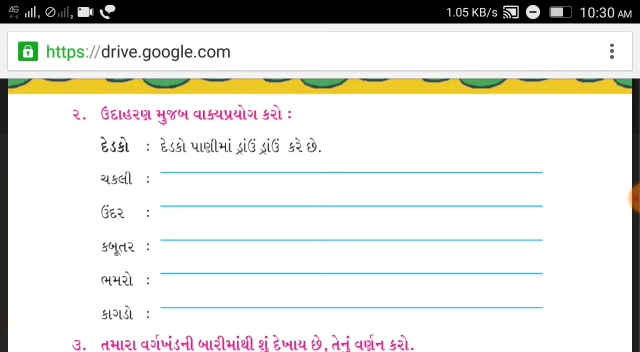 4G 1.05 KB/s 10:30 AM
https://drive.google.com
૨. ઉદાહરણ મુજબ વાક્યપ્રયોગ કરો :
દેડકો : દેડકો પાણીમાં ડ્રાંઉં ડ્રાંઉં કરે છે.
ચકલી :
ઉંદર :
કબૂતર :
ભમરો :
કાગડો :
૩. તમારા વર્ગખંડની બારીમાંથી શું દેખાય છે, તેનું વર્ણન કરો.